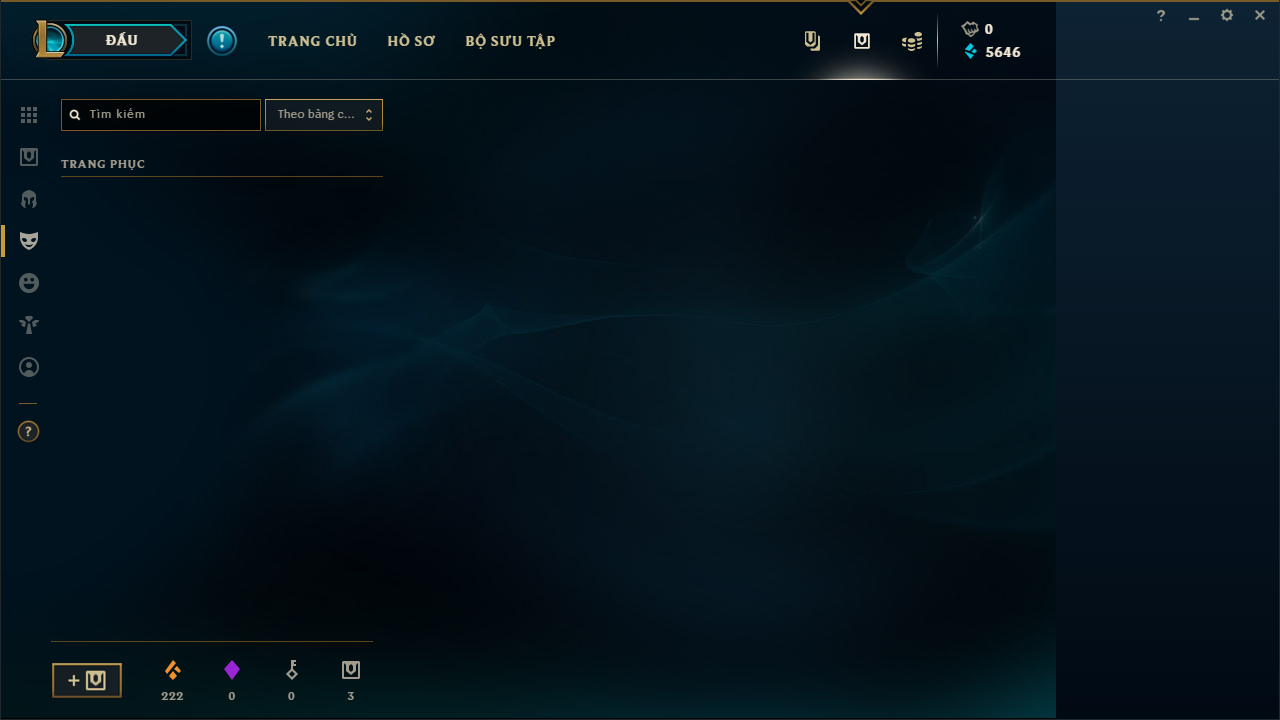 ĐẤU
TRANG CHỦ
HỒ SƠ
BỘ SƯU TẬP
0
5646
Tìm kiếm
Theo bảng c...
TRANG PHỤC
222
0
0
3